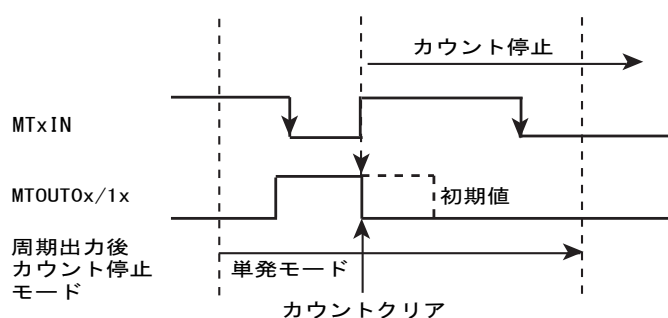 カウント停止
MTxIN
MTOUT0x/1x
初期値
周期出力後
カウント停止
モード
単発モード
カウントクリア